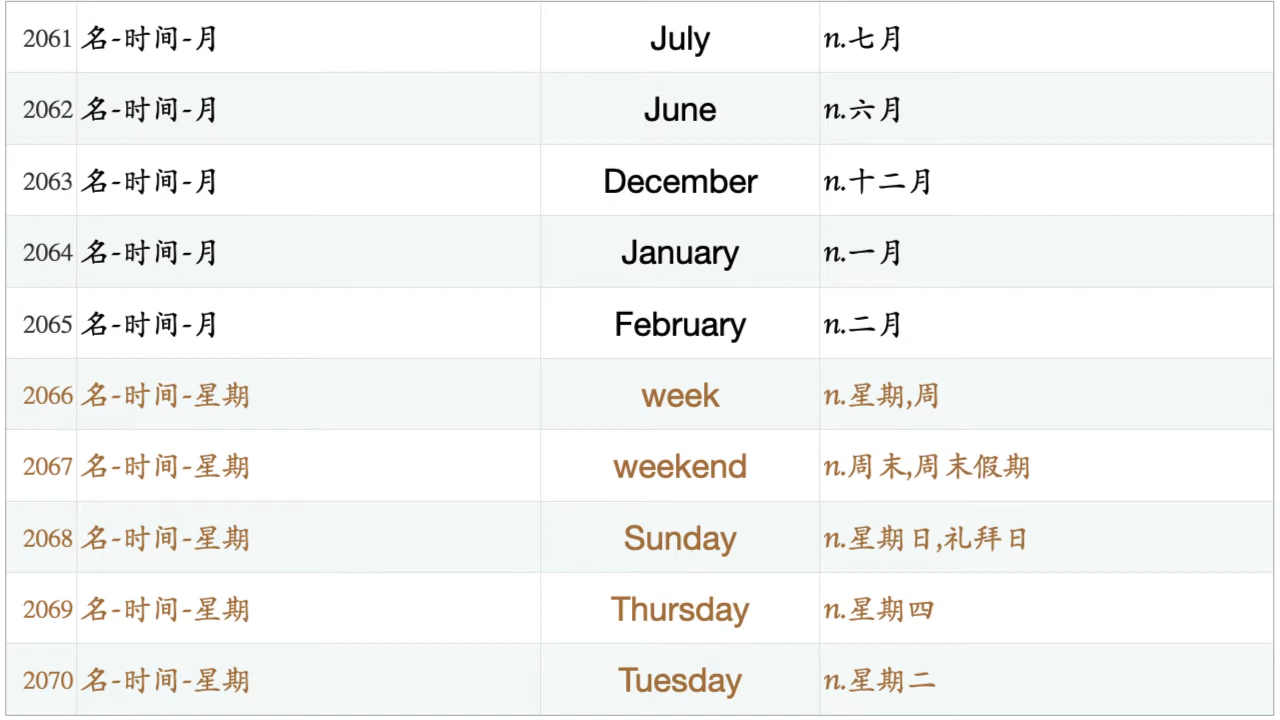 2061 名-时间-月 July n.七月
2062 名-时间-月 June n.六月
2063 名-时间-月 December n.十二月
2064 名-时间-月 January n.一月
2065 名-时间-月 February n.二月
2066 名-时间-星期 week n.星期,周
2067 名-时间-星期 weekend n.周末,周末假期
2068 名-时间-星期 Sunday n.星期日,礼拜日
2069 名-时间-星期 Thursday n.星期四
2070 名-时间-星期 Tuesday n.星期二